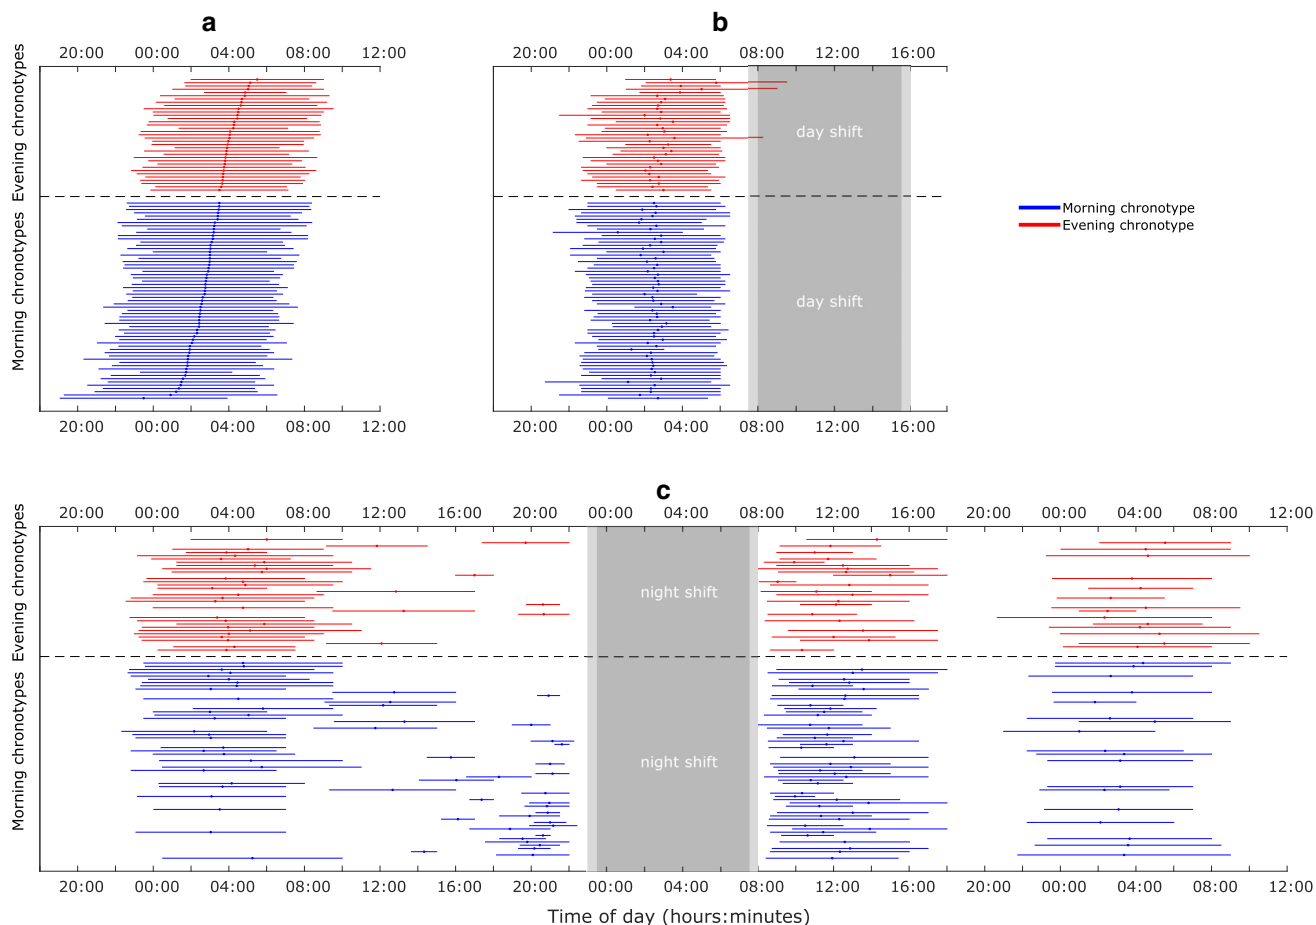 a
20:00 00:00 04:00 08:00 12:00
Evening chronotypes
Morning chronotypes
20:00 00:00 04:00 08:00 12:00
b
20:00 00:00 04:00 08:00 12:00 16:00
day shift
day shift
20:00 00:00 04:00 08:00 12:00 16:00
Morning chronotype
Evening chronotype
c
20:00 00:00 04:00 08:00 12:00 16:00 20:00 00:00 04:00 08:00 12:00 16:00 20:00 00:00 04:00 08:00 12:00
Evening chronotypes
Morning chronotypes
night shift
night shift
20:00 00:00 04:00 08:00 12:00 16:00 20:00 00:00 04:00 08:00 12:00 16:00 20:00 00:00 04:00 08:00 12:00
Time of day (hours:minutes)